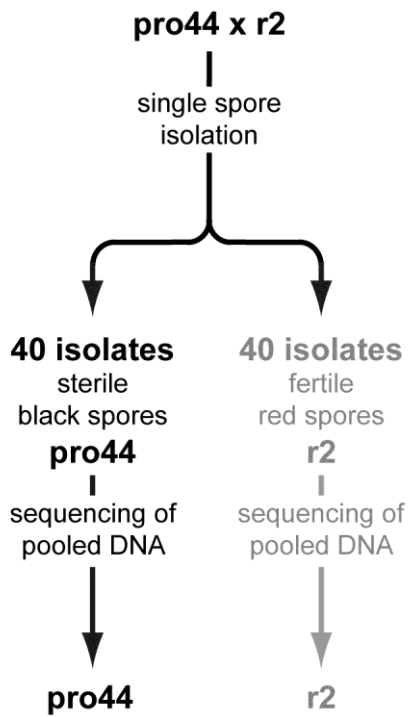 pro44 x r2
single spore
isolation
40 isolates
sterile
black spores
pro44
sequencing of
pooled DNA
pro44
40 isolates
fertile
red spores
r2
sequencing of
pooled DNA
r2